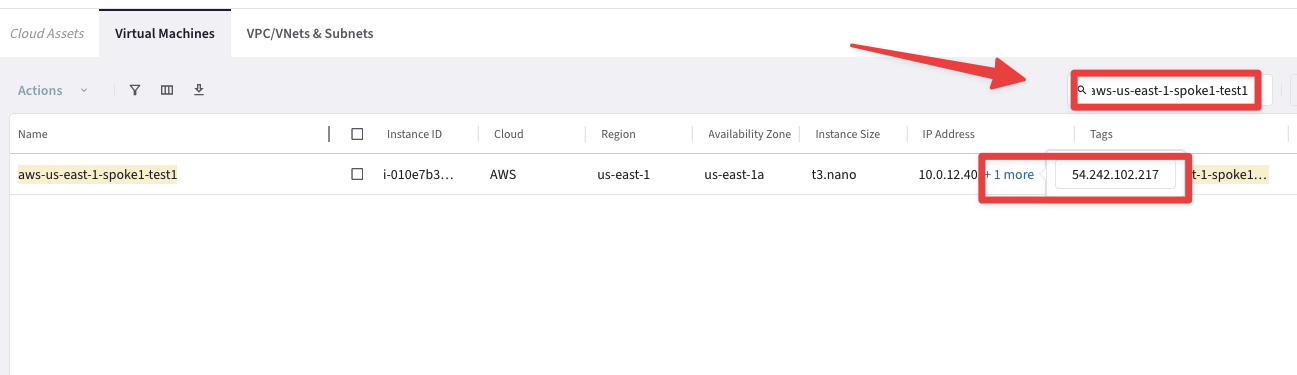 Cloud Assets Virtual Machines VPC/VNets & Subnets
Actions aws-us-east-1-spoke1-test1
Name Instance ID Cloud Region Availability Zone Instance Size IP Address Tags
aws-us-east-1-spoke1-test1 i-010e7b3... AWS us-east-1 us-east-1a t3.nano 10.0.12.40 + 1 more 54.242.102.217 t-1-spoke1...